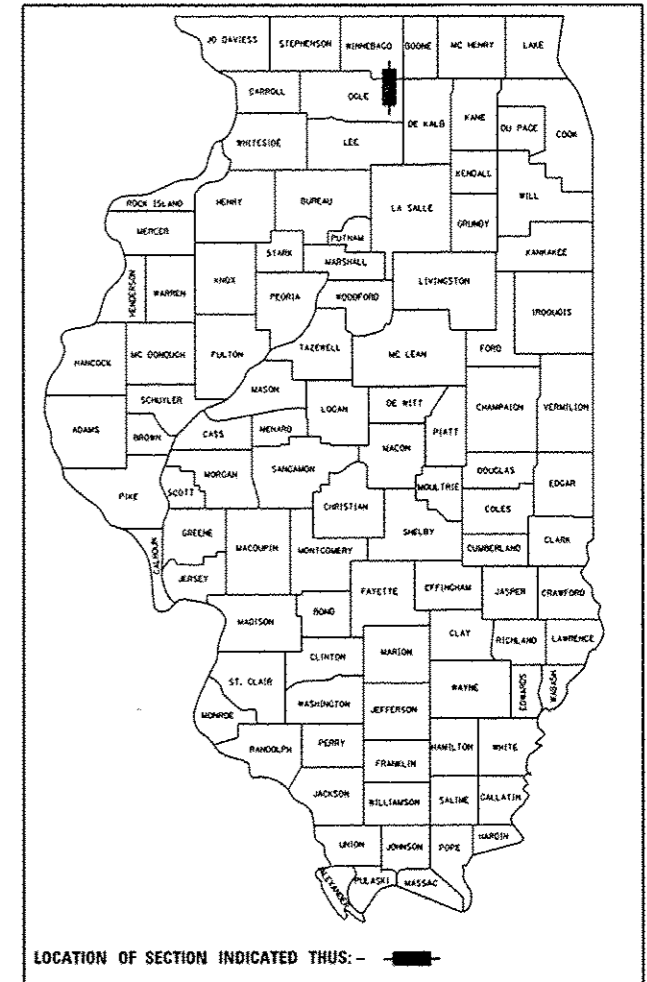 JO DAVIESS STEPHENSON WINNEBAGO BOONE MC HENRY LAKE
CARROLL OGLE DE KALB KANE DU PAGE COOK
WHITESIDE LEE
KENDALL WILL
ROCK ISLAND HENRY BUREAU LA SALLE GRUNDY
MERCER PUTNAM KANKAKEE
STARK MARSHALL
HENDERSON WARREN KNOX PEORIA WOODFORD LIVINGSTON IROQUOIS
HANCOCK MC DONOUGH FULTON TAZEWELL MC LEAN FORD
SCHUYLER MASON LOGAN DE WITT CHAMPAIGN VERMILION
ADAMS BROWN CASS MENARD MACON PIATT
PIKE SCOTT MORGAN SANGAMON MOULTRIE DOUGLAS EDGAR
CHRISTIAN COLES
CALHOUN GREENE MACOUPIN MONTGOMERY SHELBY CUMBERLAND CLARK
JERSEY
FAYETTE EFFINGHAM JASPER CRAWFORD
MADISON BOND CLAY RICHLAND LAWRENCE
CLINTON MARION
ST. CLAIR WAYNE EDWARDS WABASH
MONROE WASHINGTON JEFFERSON
RANDOLPH PERRY HAMILTON WHITE
FRANKLIN
JACKSON WILLIAMSON SALINE GALLATIN
UNION JOHNSON POPE HARDIN
ALEXANDER PULASKI MASSAC
LOCATION OF SECTION INDICATED THUS: -